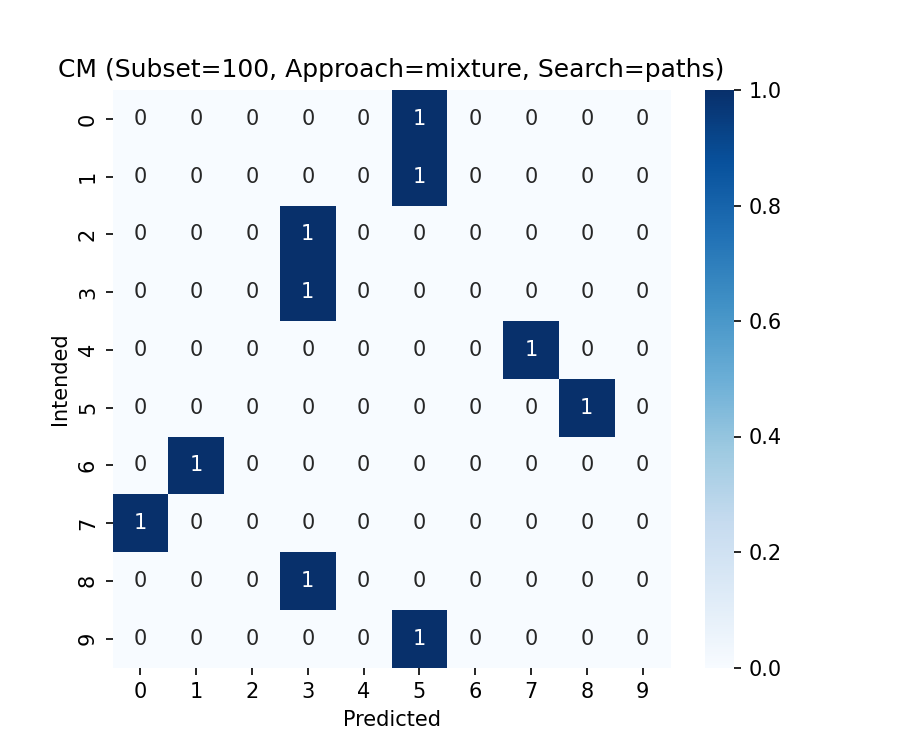 CM (Subset=100, Approach=mixture, Search=paths)
0 0 0 0 0 0 1 0 0 0 0
1 0 0 0 0 0 1 0 0 0 0
2 0 0 0 1 0 0 0 0 0 0
3 0 0 0 1 0 0 0 0 0 0
4 0 0 0 0 0 0 0 1 0 0
5 0 0 0 0 0 0 0 0 1 0
6 0 1 0 0 0 0 0 0 0 0
7 1 0 0 0 0 0 0 0 0 0
8 0 0 0 1 0 0 0 0 0 0
9 0 0 0 0 0 1 0 0 0 0
0 1 2 3 4 5 6 7 8 9
Predicted
Intended
1.0
0.8
0.6
0.4
0.2
0.0